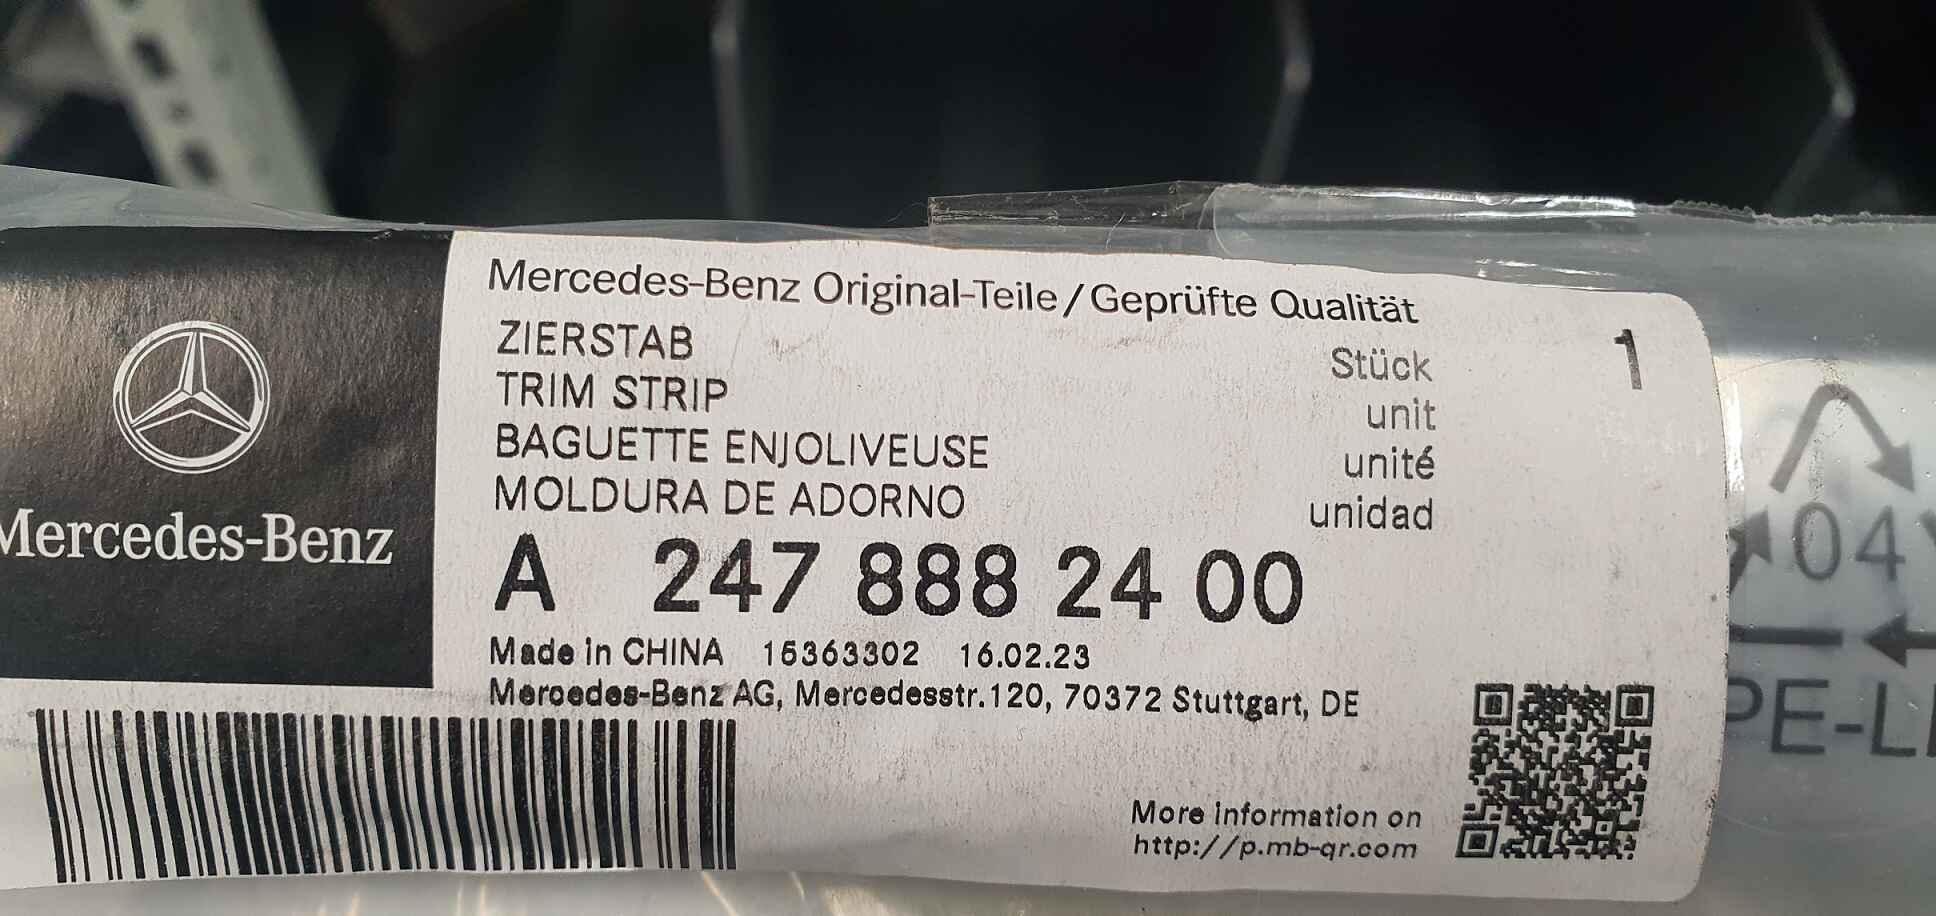 Mercedes-Benz
Mercedes-Benz Original-Teile/Geprüfte Qualität
ZIERSTAB Stück 1
TRIM STRIP unit
BAGUETTE ENJOLIVEUSE unité
MOLDURA DE ADORNO unidad
A 247 888 24 00
Made in CHINA 15363302 16.02.23
Mercedes-Benz AG, Mercedesstr.120, 70372 Stuttgart, DE
More information on
http://p.mb-qr.com
04